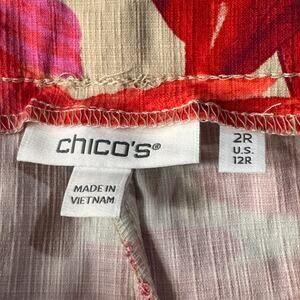 chico's®
MADE IN
VIETNAM
2R
U.S.
12R